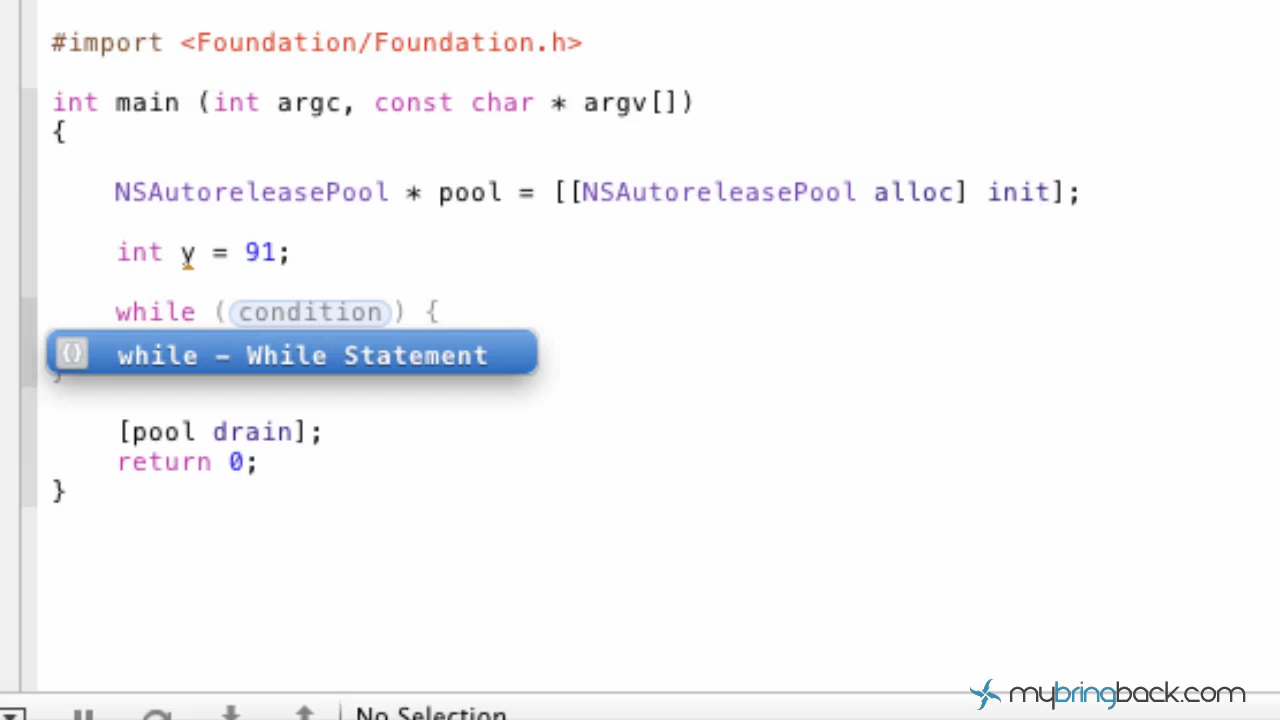 #import <Foundation/Foundation.h>
int main (int argc, const char * argv[])
{
NSAutoreleasePool * pool = [[NSAutoreleasePool alloc] init];
int y = 91;
while (condition) {
{} while – While Statement
}
[pool drain];
return 0;
}
No Selection
mybringback.com